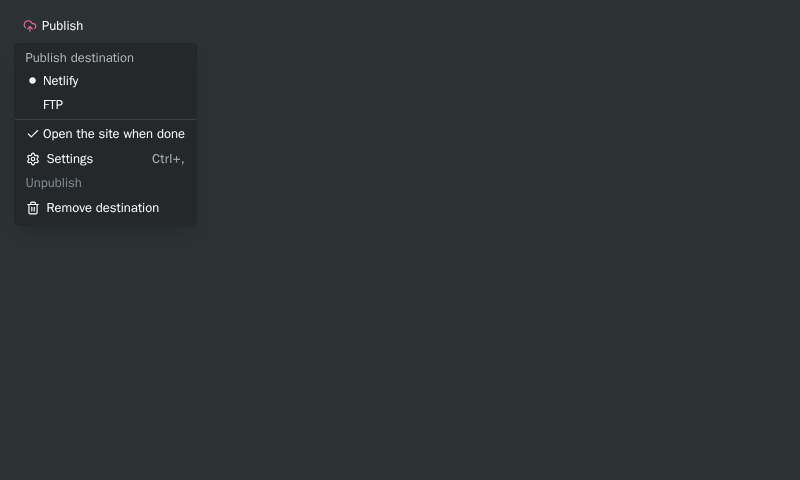 Publish
Publish destination
Netlify
FTP
Open the site when done
Settings Ctrl+,
Unpublish
Remove destination